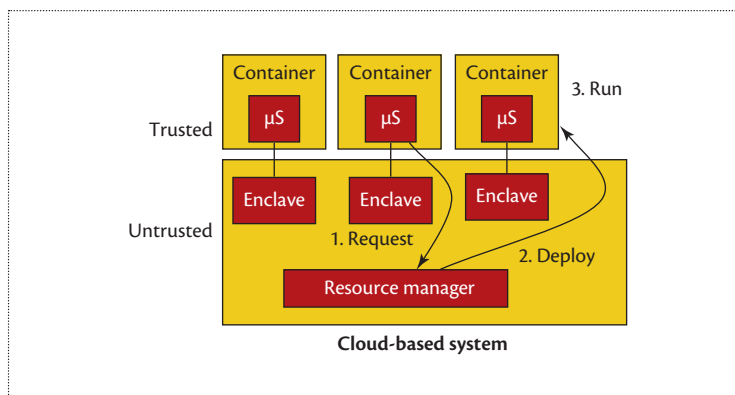 Container
Container
Container
3. Run
µS
µS
µS
Trusted
Enclave
Enclave
Enclave
Untrusted
1. Request
2. Deploy
Resource manager
Cloud-based system